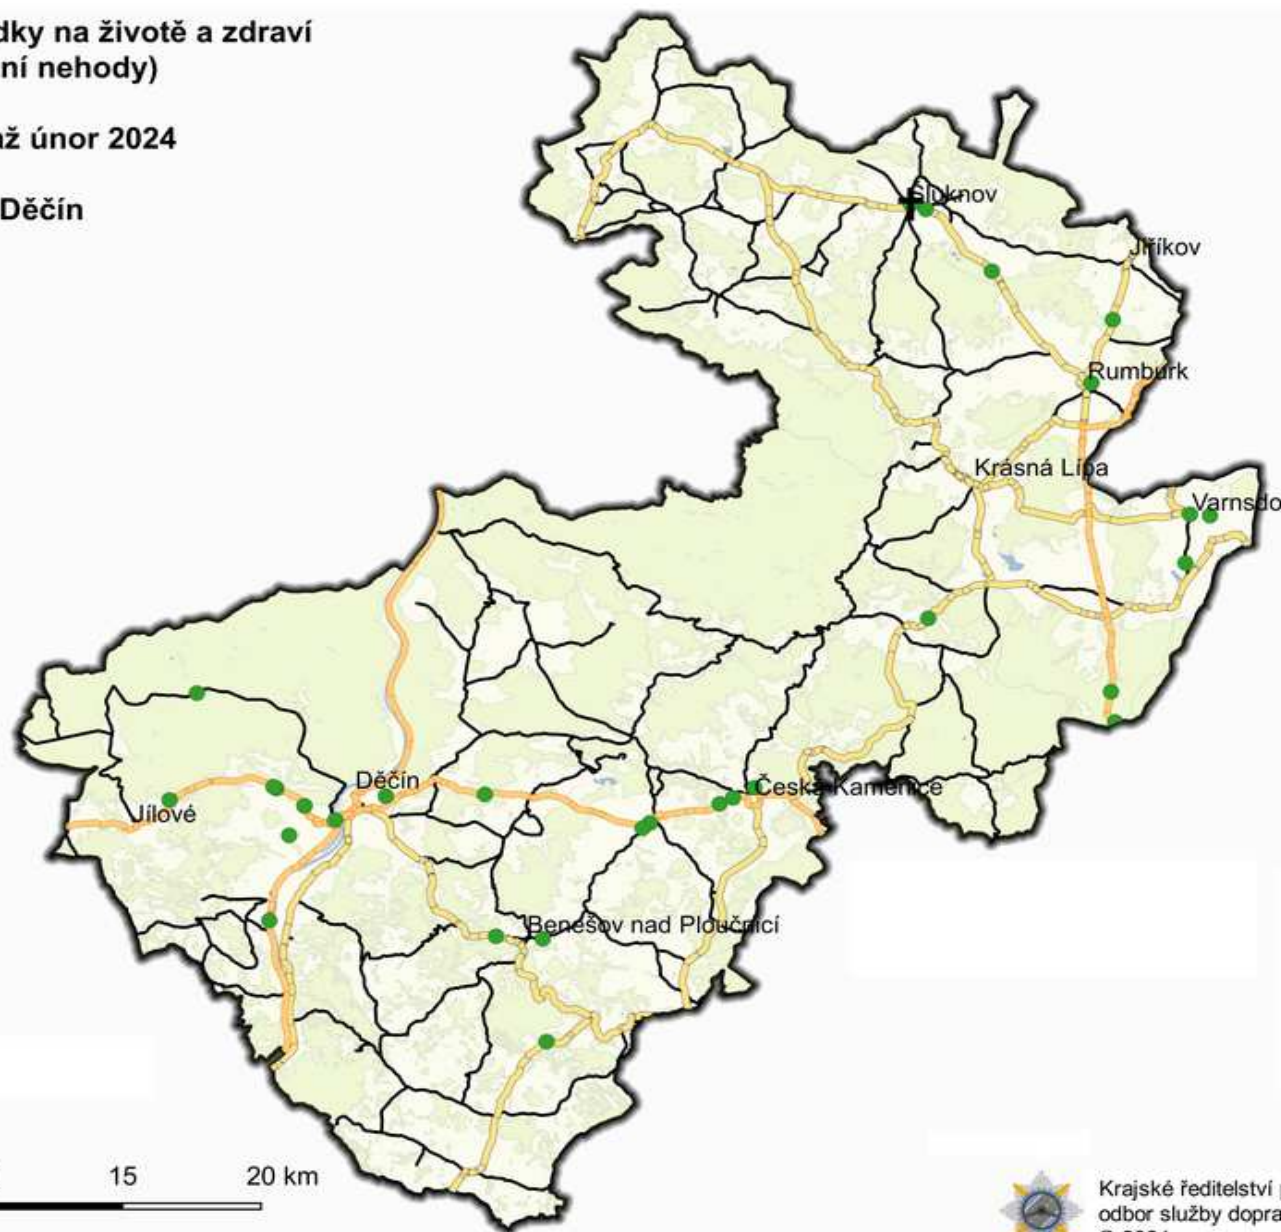 dky na životě a zdraví
ní nehody)
až únor 2024
Děčín
Šluknov
Jiříkov
Rumburk
Krásná Lípa
Varnsdo
Děčín
Česká Kamenice
Jílové
Benešov nad Ploučnicí
15 20 km
Krajské ředitelství
odbor služby dopra